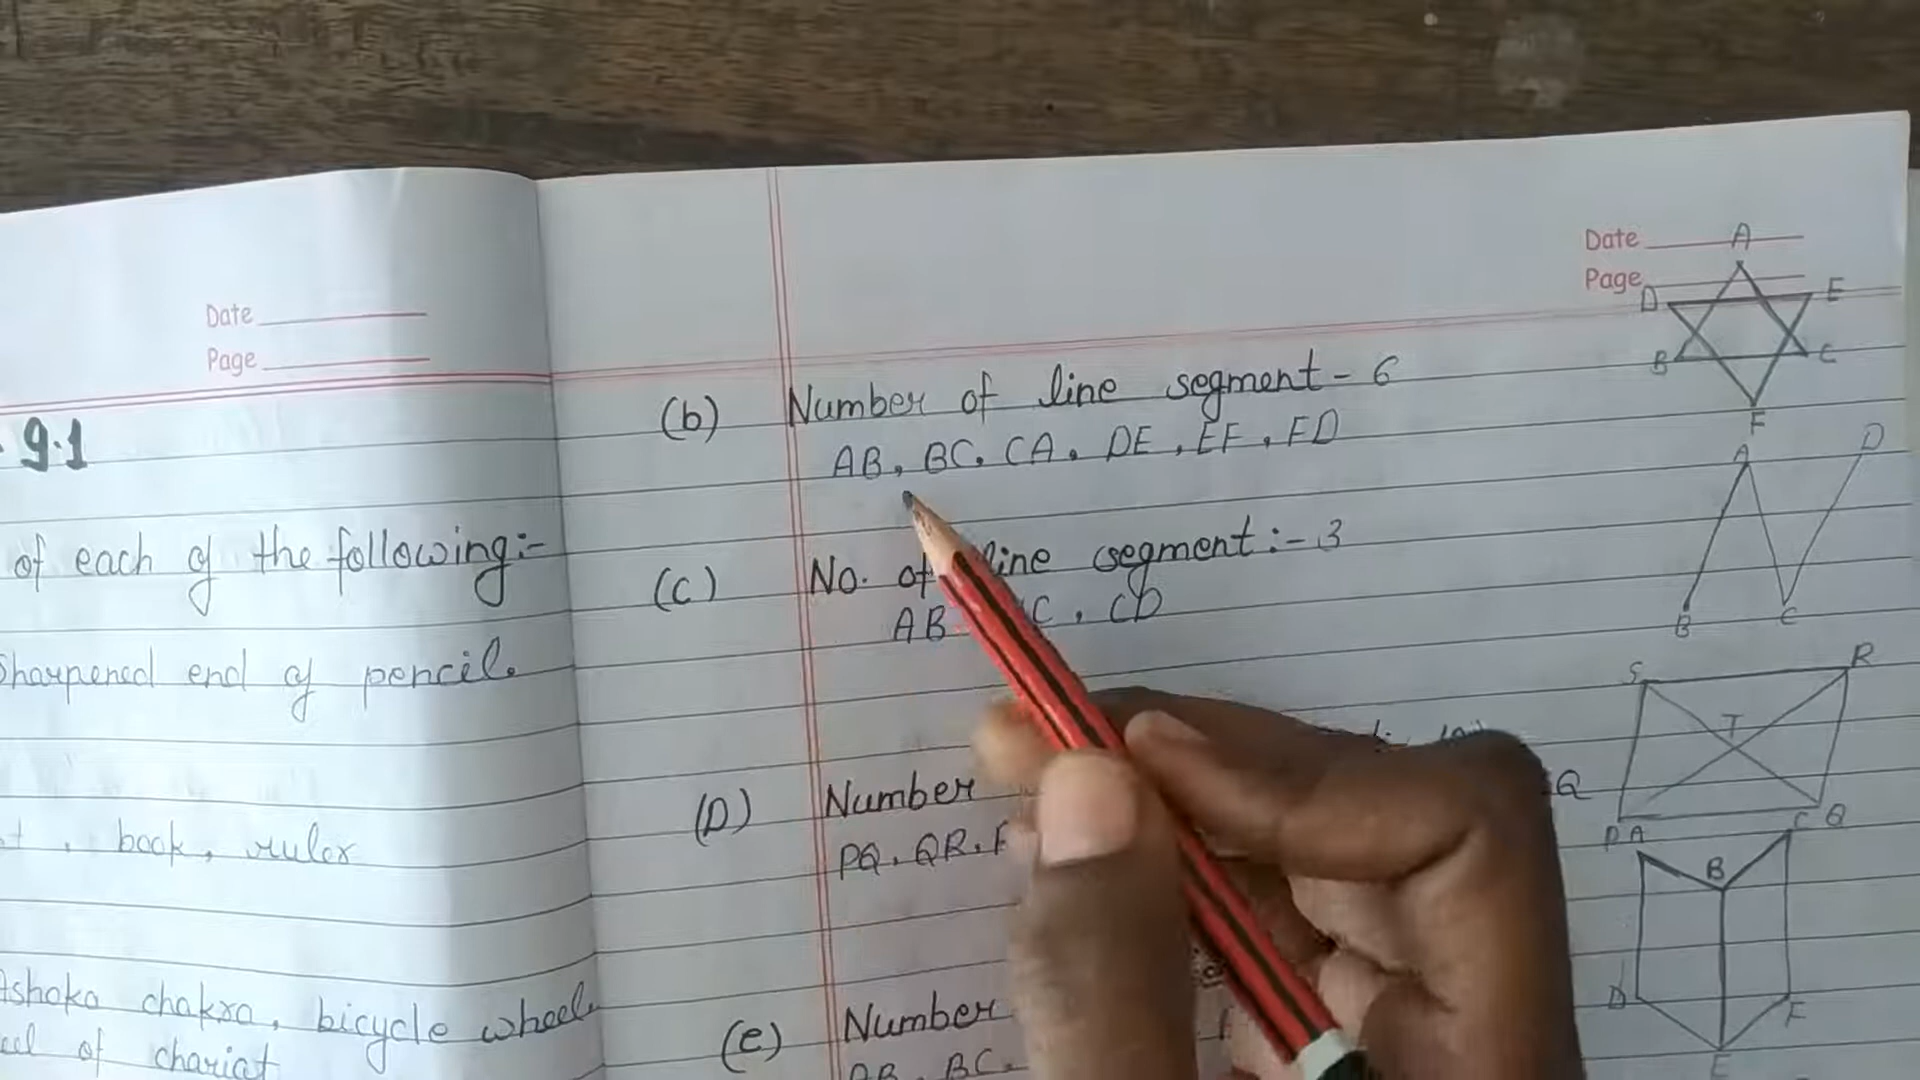 Date
Page
9.1
of each of the following:-
Sharpened end of pencil.
, book, ruler
Ashoka chakra, bicycle wheel.
of chariot
Date
Page
(b) Number of line segment - 6
AB, BC, CA, DE, EF, FD
(c) No. of line segment :- 3
AB C, CD
(D) Number
PQ, QR,
(e) Number
AB, BC,
A
D E
B C
F
A D
B C
S R
T
P Q
A C
B
D F
E